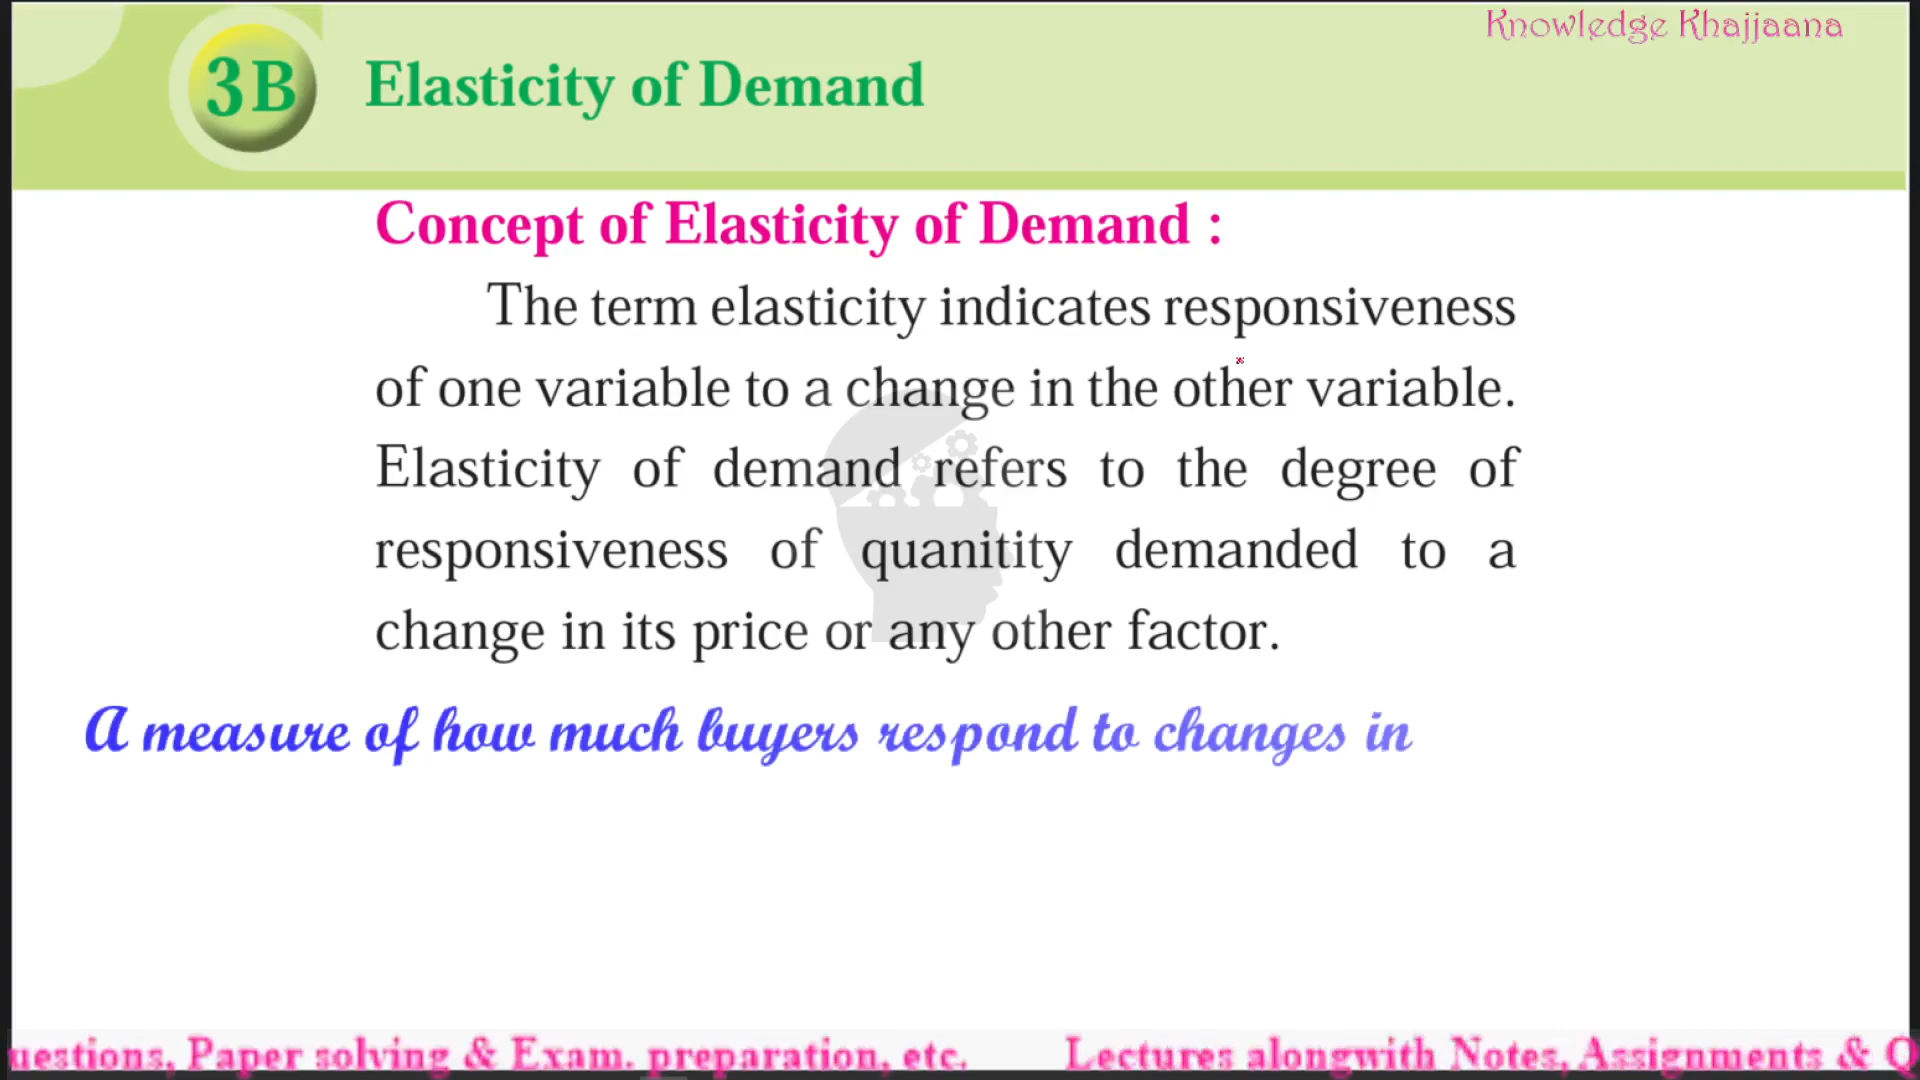 Knowledge Khajjaana
3B Elasticity of Demand
Concept of Elasticity of Demand :
The term elasticity indicates responsiveness
of one variable to a change in the other variable.
Elasticity of demand refers to the degree of
responsiveness of quanitity demanded to a
change in its price or any other factor.
A measure of how much buyers respond to changes in
uestions, Paper solving & Exam. preparation, etc. Lectures alongwith Notes, Assignments & Q